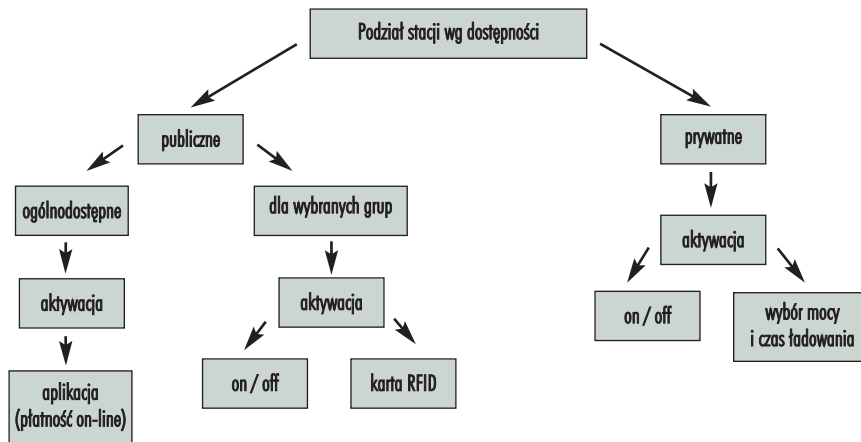 Podział stacji wg dostępności
publiczne
prywatne
ogólnodostępne
dla wybranych grup
aktywacja
aktywacja
aktywacja
on / off
wybór mocy
i czas ładowania
aplikacja
(płatność on-line)
on / off
karta RFID